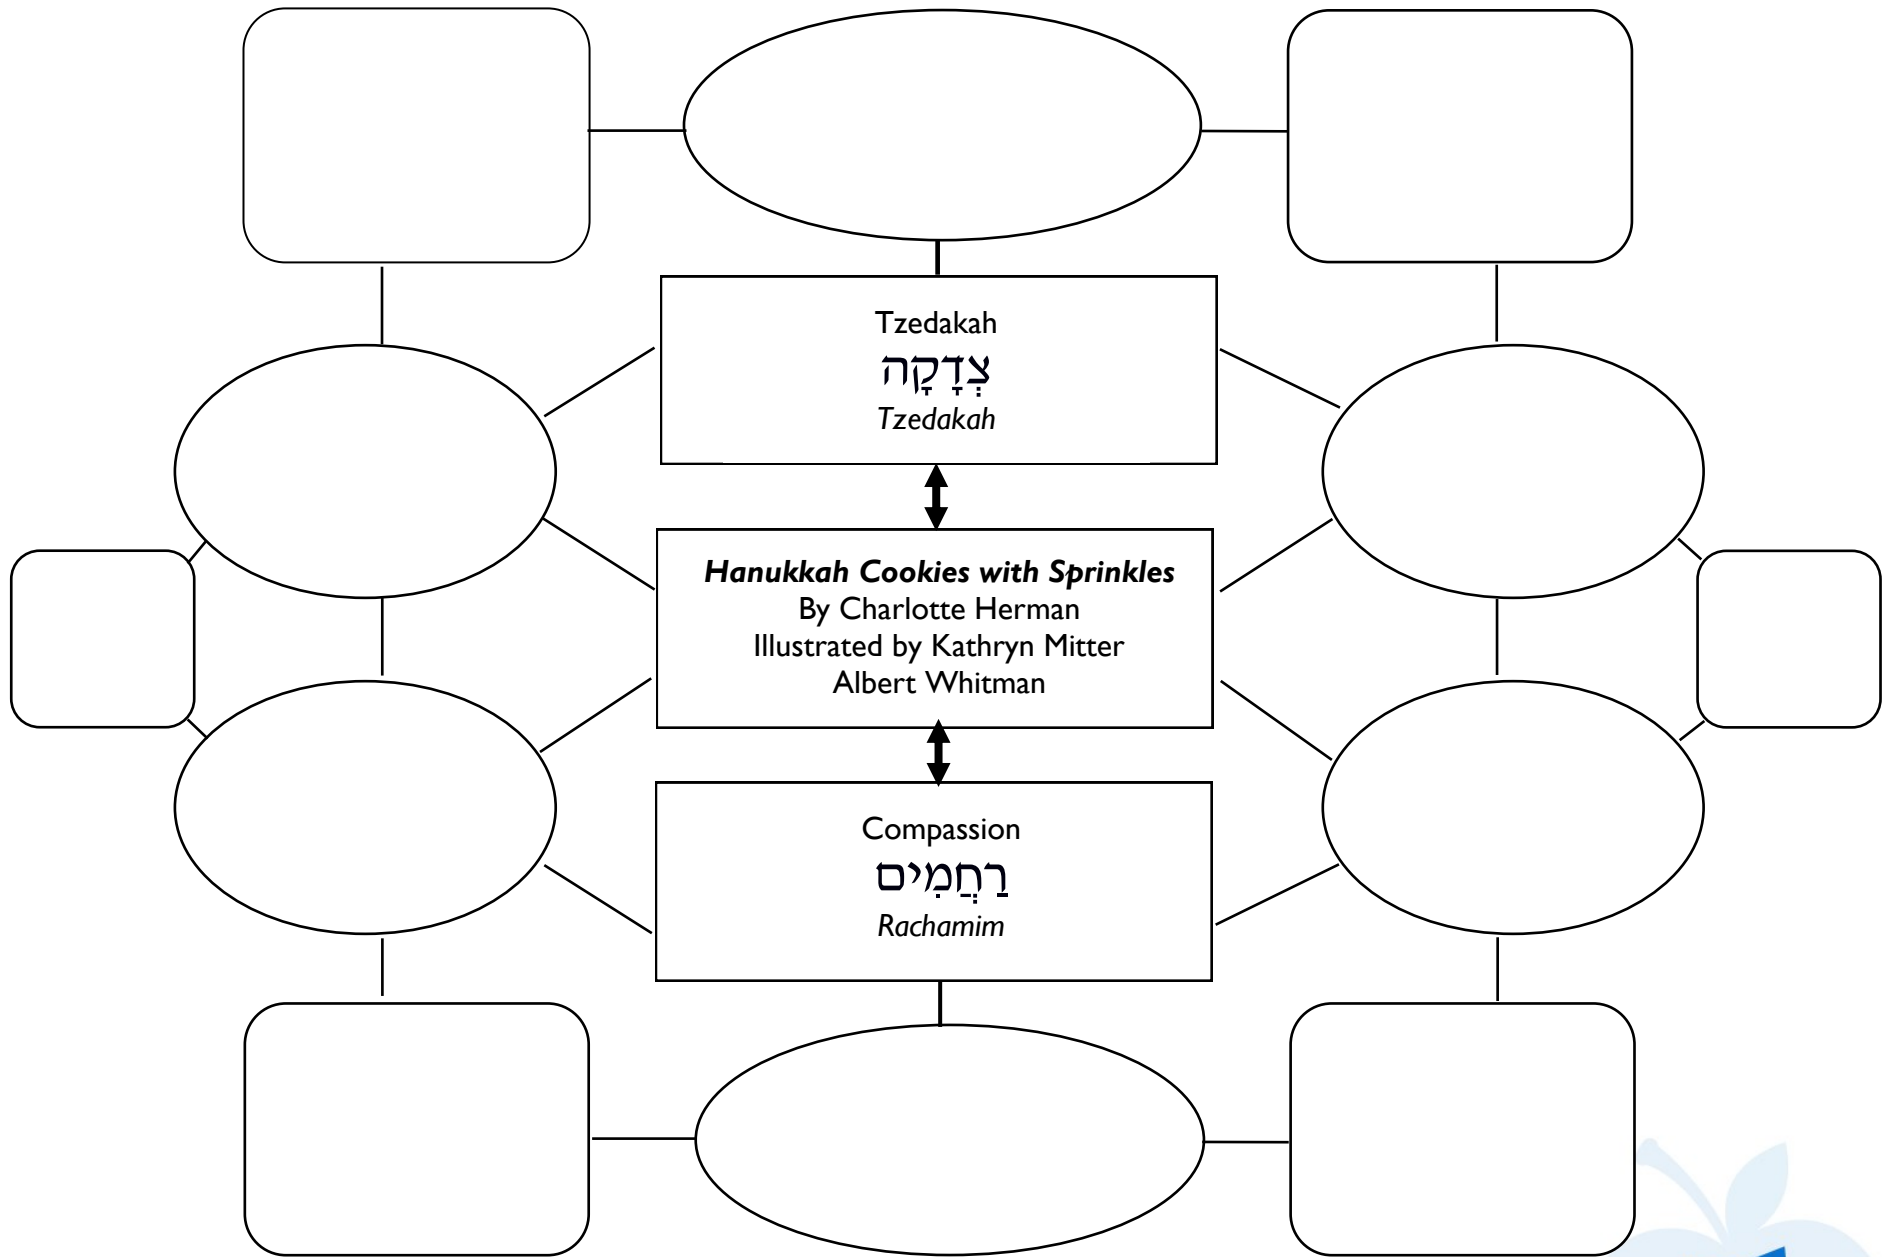 Tzedakah
צְדָקָה
Tzedakah
Hanukkah Cookies with Sprinkles
By Charlotte Herman
Illustrated by Kathryn Mitter
Albert Whitman
Compassion
רַחֲמִים
Rachamim